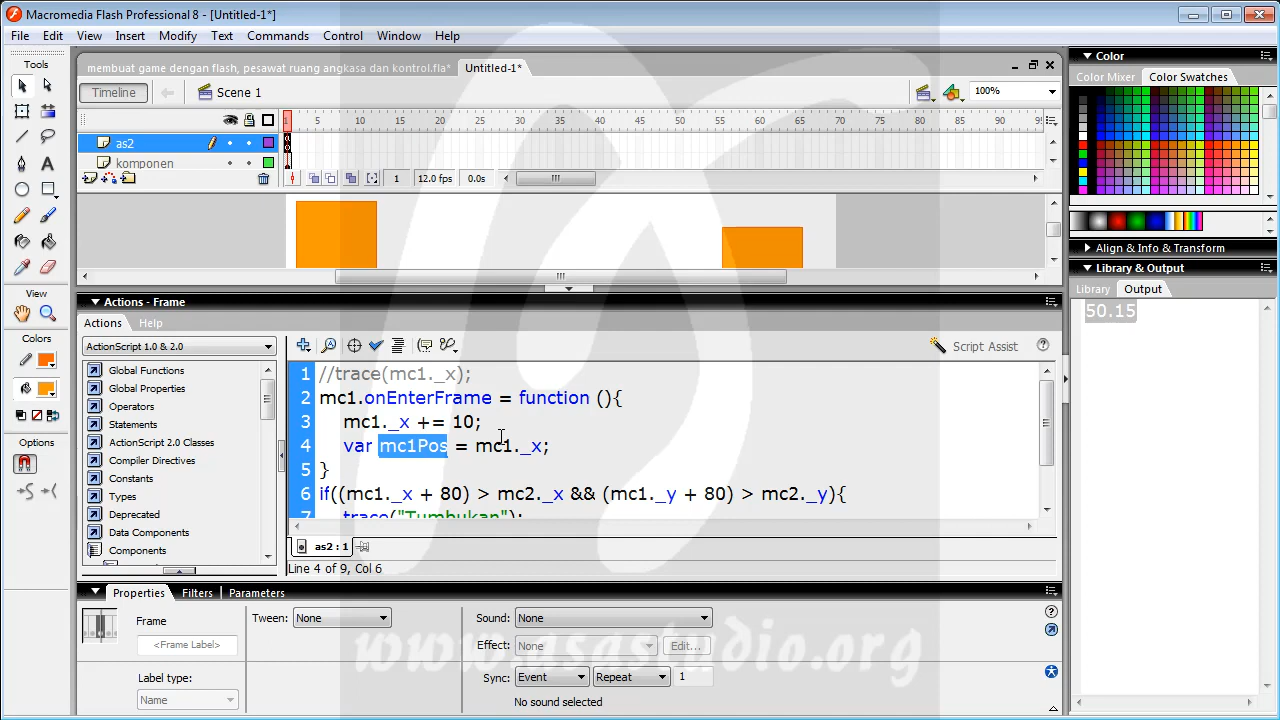 Macromedia Flash Professional 8 - [Untitled-1*]
File Edit View Insert Modify Text Commands Control Window Help
Tools
View
Colors
Options
membuat game dengan flash, pesawat ruang angkasa dan kontrol.fla* Untitled-1*
Timeline Scene 1 100%
1 5 10 15 20 25 30 35 40 45 50 55 60 65 70 75 80 85 90 95
as2
komponen
1 12.0 fps 0.0s
Actions - Frame
Actions Help
ActionScript 1.0 & 2.0
Global Functions
Global Properties
Operators
Statements
ActionScript 2.0 Classes
Compiler Directives
Constants
Types
Deprecated
Data Components
Components
Script Assist
1 //trace(mc1._x);
2 mc1.onEnterFrame = function (){
3 mc1._x += 10;
4 var mc1Pos = mc1._x;
5 }
6 if((mc1._x + 80) > mc2._x && (mc1._y + 80) > mc2._y){
7 trace("Tumbukan");
as2 : 1
Line 4 of 9, Col 6
Properties Filters Parameters
Frame
<Frame Label>
Label type:
Name
Tween: None
Sound: None
Effect: None Edit...
Sync: Event Repeat 1
No sound selected
Color
Color Mixer Color Swatches
Align & Info & Transform
Library & Output
Library Output
50.15
www.asastudio.org